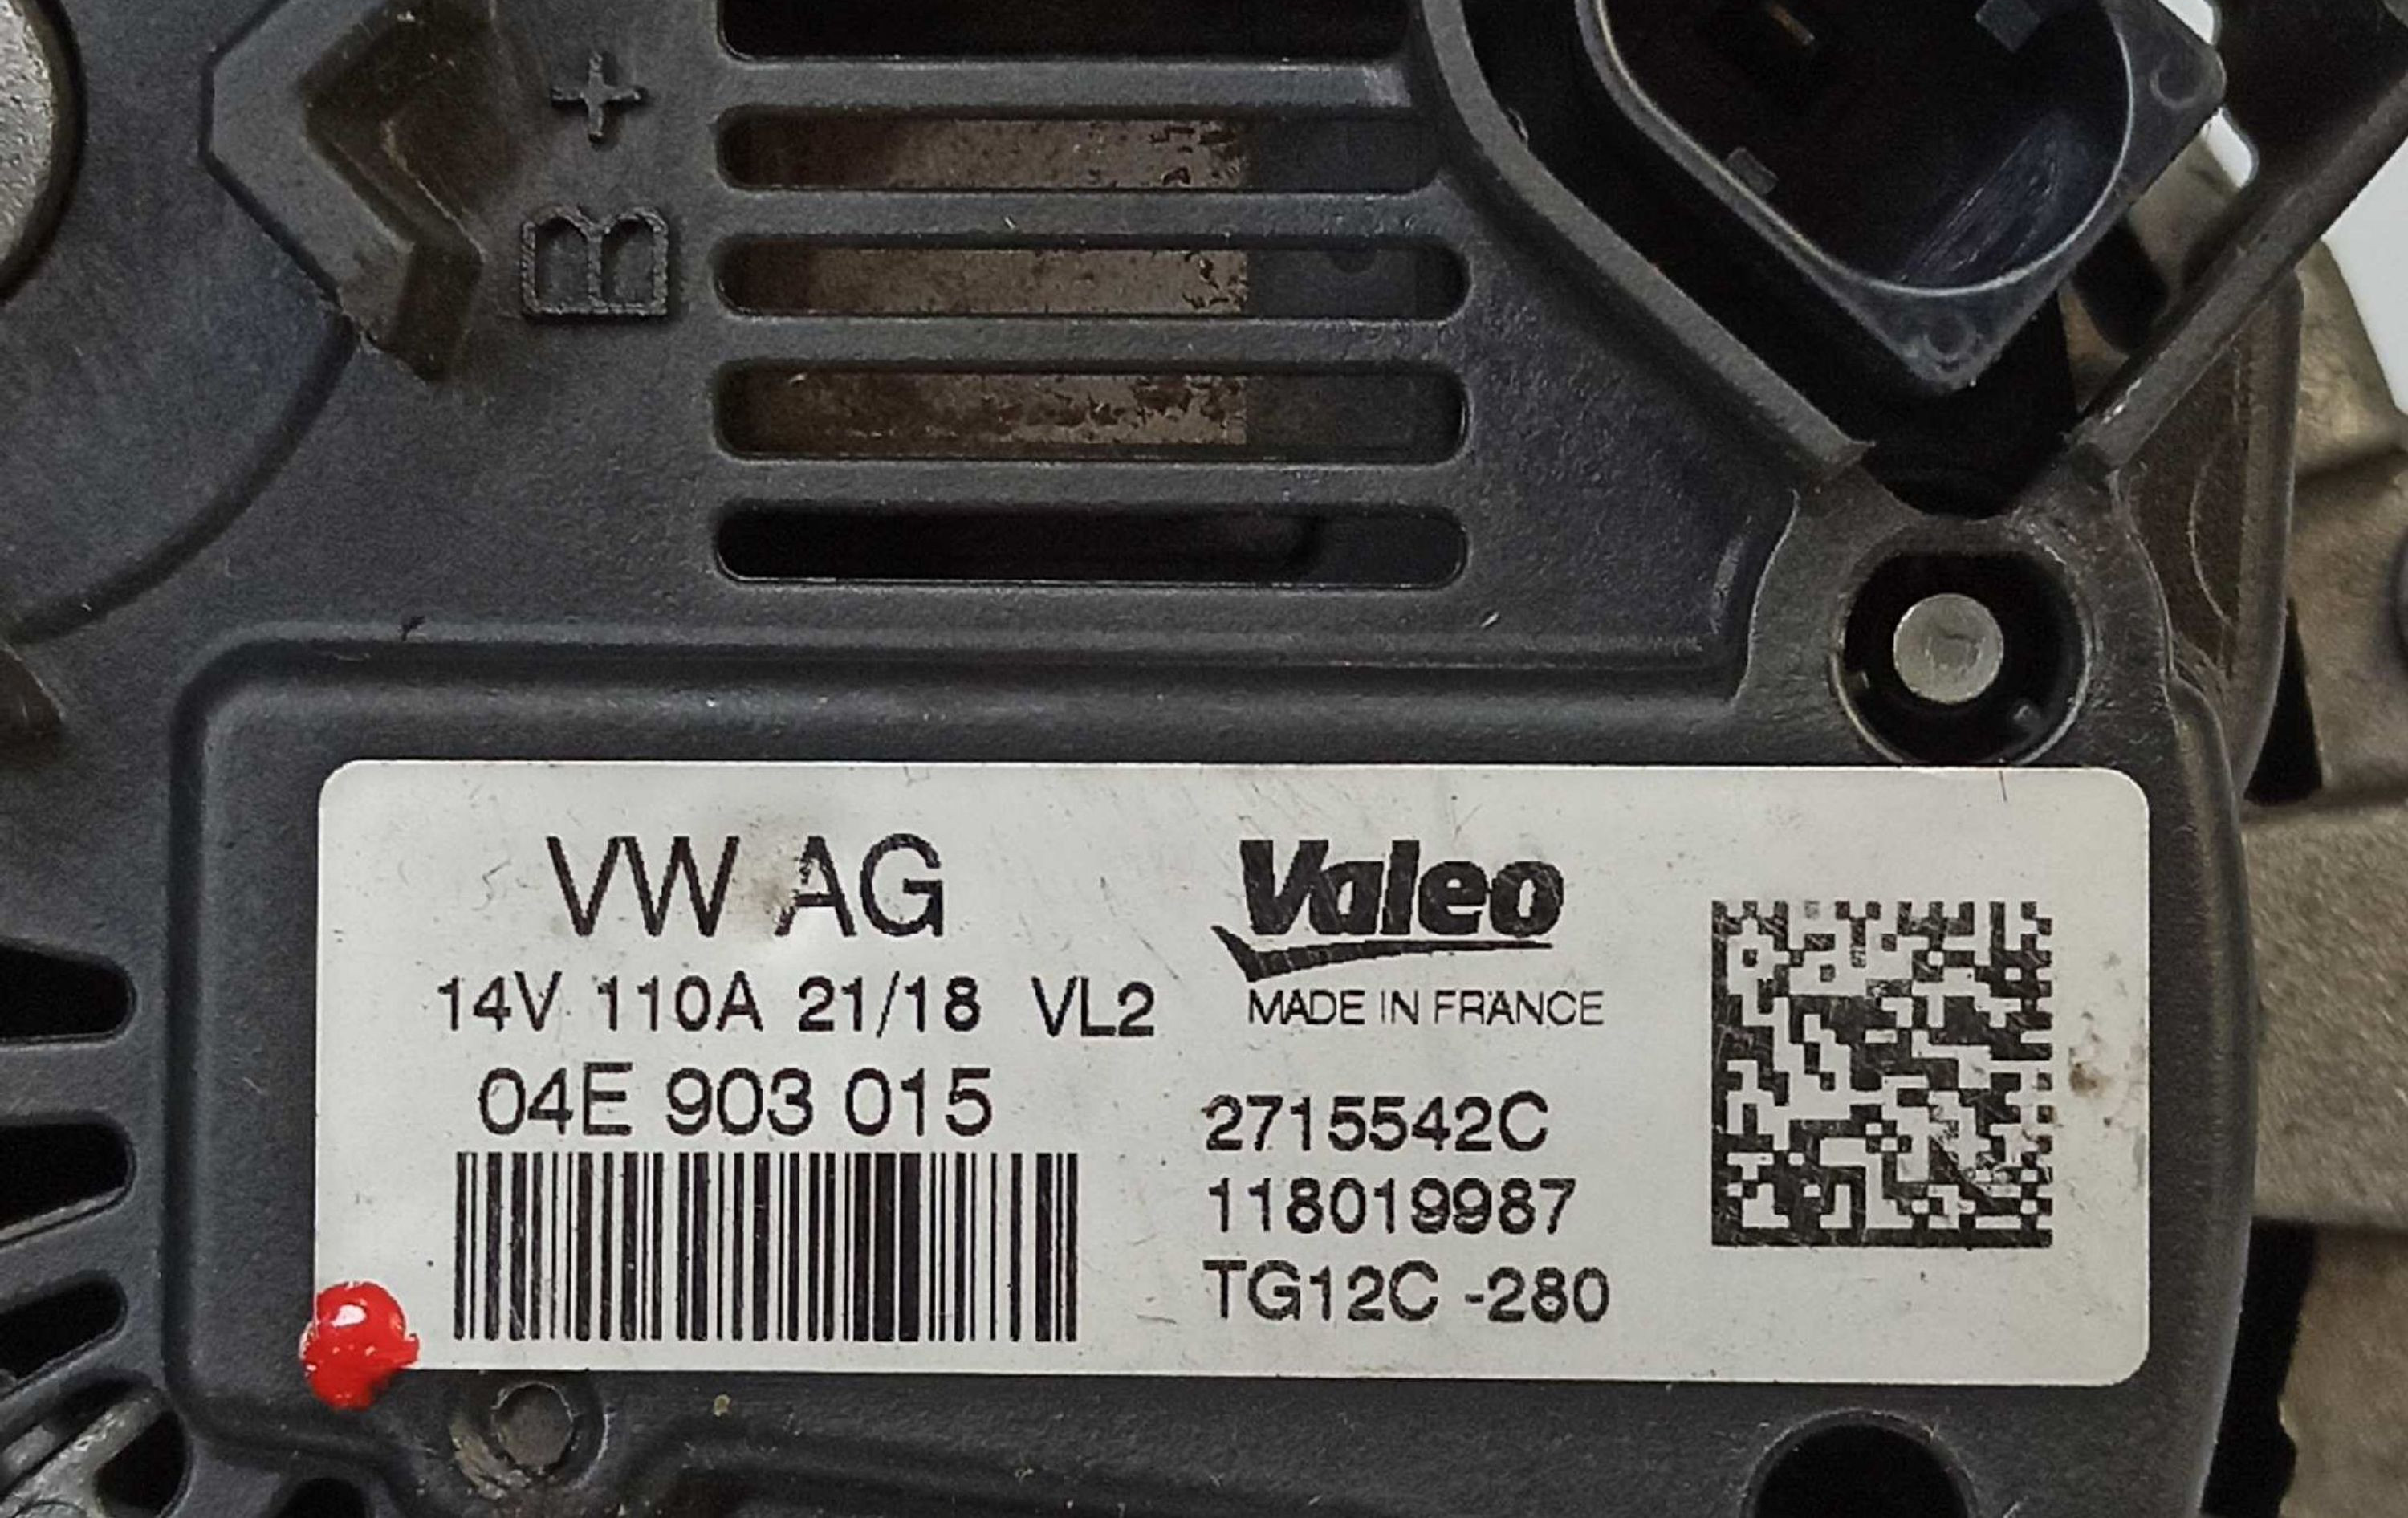 B+
VW AG
14V 110A 21/18 VL2
04E 903 015
Valeo
MADE IN FRANCE
2715542C
118019987
TG12C -280